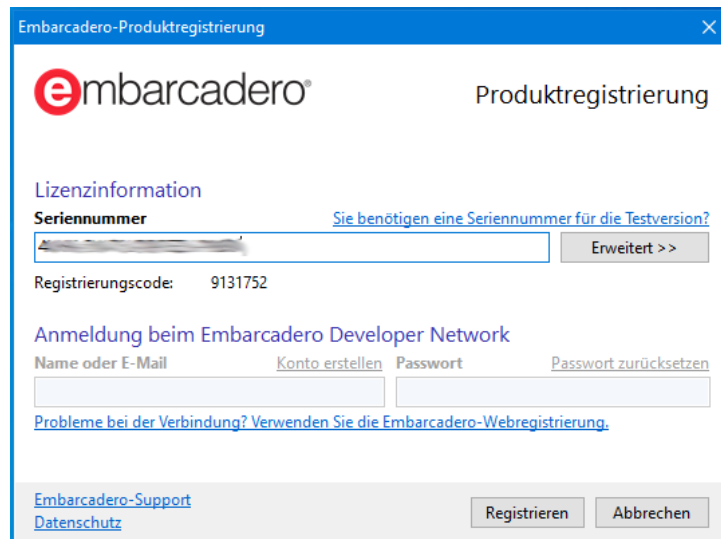 Embarcadero-Produktregistrierung
embarcadero®
Produktregistrierung
Lizenzinformation
Seriennummer Sie benötigen eine Seriennummer für die Testversion?
Erweitert >>
Registrierungscode: 9131752
Anmeldung beim Embarcadero Developer Network
Name oder E-Mail Konto erstellen Passwort Passwort zurücksetzen
Probleme bei der Verbindung? Verwenden Sie die Embarcadero-Webregistrierung.
Embarcadero-Support
Datenschutz
Registrieren Abbrechen